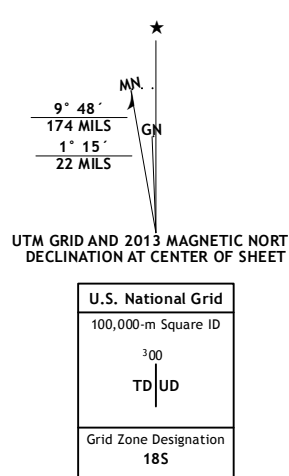 ★
MN
9° 48´
174 MILS
GN
1° 15´
22 MILS
UTM GRID AND 2013 MAGNETIC NORT
DECLINATION AT CENTER OF SHEET
U.S. National Grid
100,000-m Square ID
³00
TD UD
Grid Zone Designation
18S